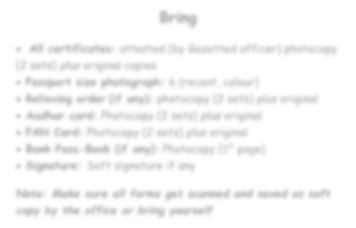 Bring
• All certificates: attested (by Gazetted officer) photocopy
(2 sets) plus original copies
• Passport size photograph: 6 (recent, colour)
• Relieving order (if any): photocopy (2 sets) plus original
• Aadhar card: Photocopy (2 sets) plus original
• PAN Card: Photocopy (2 sets) plus original
• Bank Pass-Book (if any): Photocopy (1st page)
• Signature: Soft signature if any
Note: Make sure all forms get scanned and saved as soft
copy by the office or bring yourself